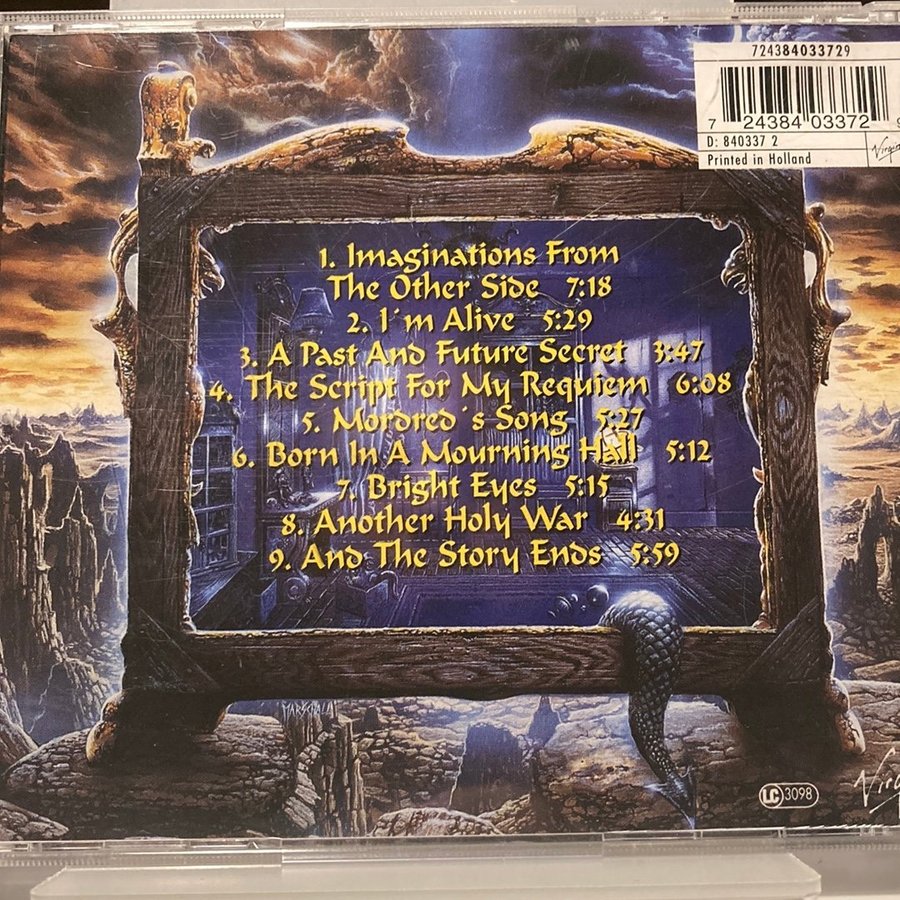 724384033729
7 24384 03372 9
D: 840337 2
Printed in Holland
Virgin
1. Imaginations From
The Other Side 7:18
2. I´m Alive 5:29
3. A Past And Future Secret 3:47
4. The Script For My Requiem 6:08
5. Mordred´s Song 5:27
6. Born In A Mourning Hall 5:12
7. Bright Eyes 5:15
8. Another Holy War 4:31
9. And The Story Ends 5:59
MARSCHALL
LC 3098